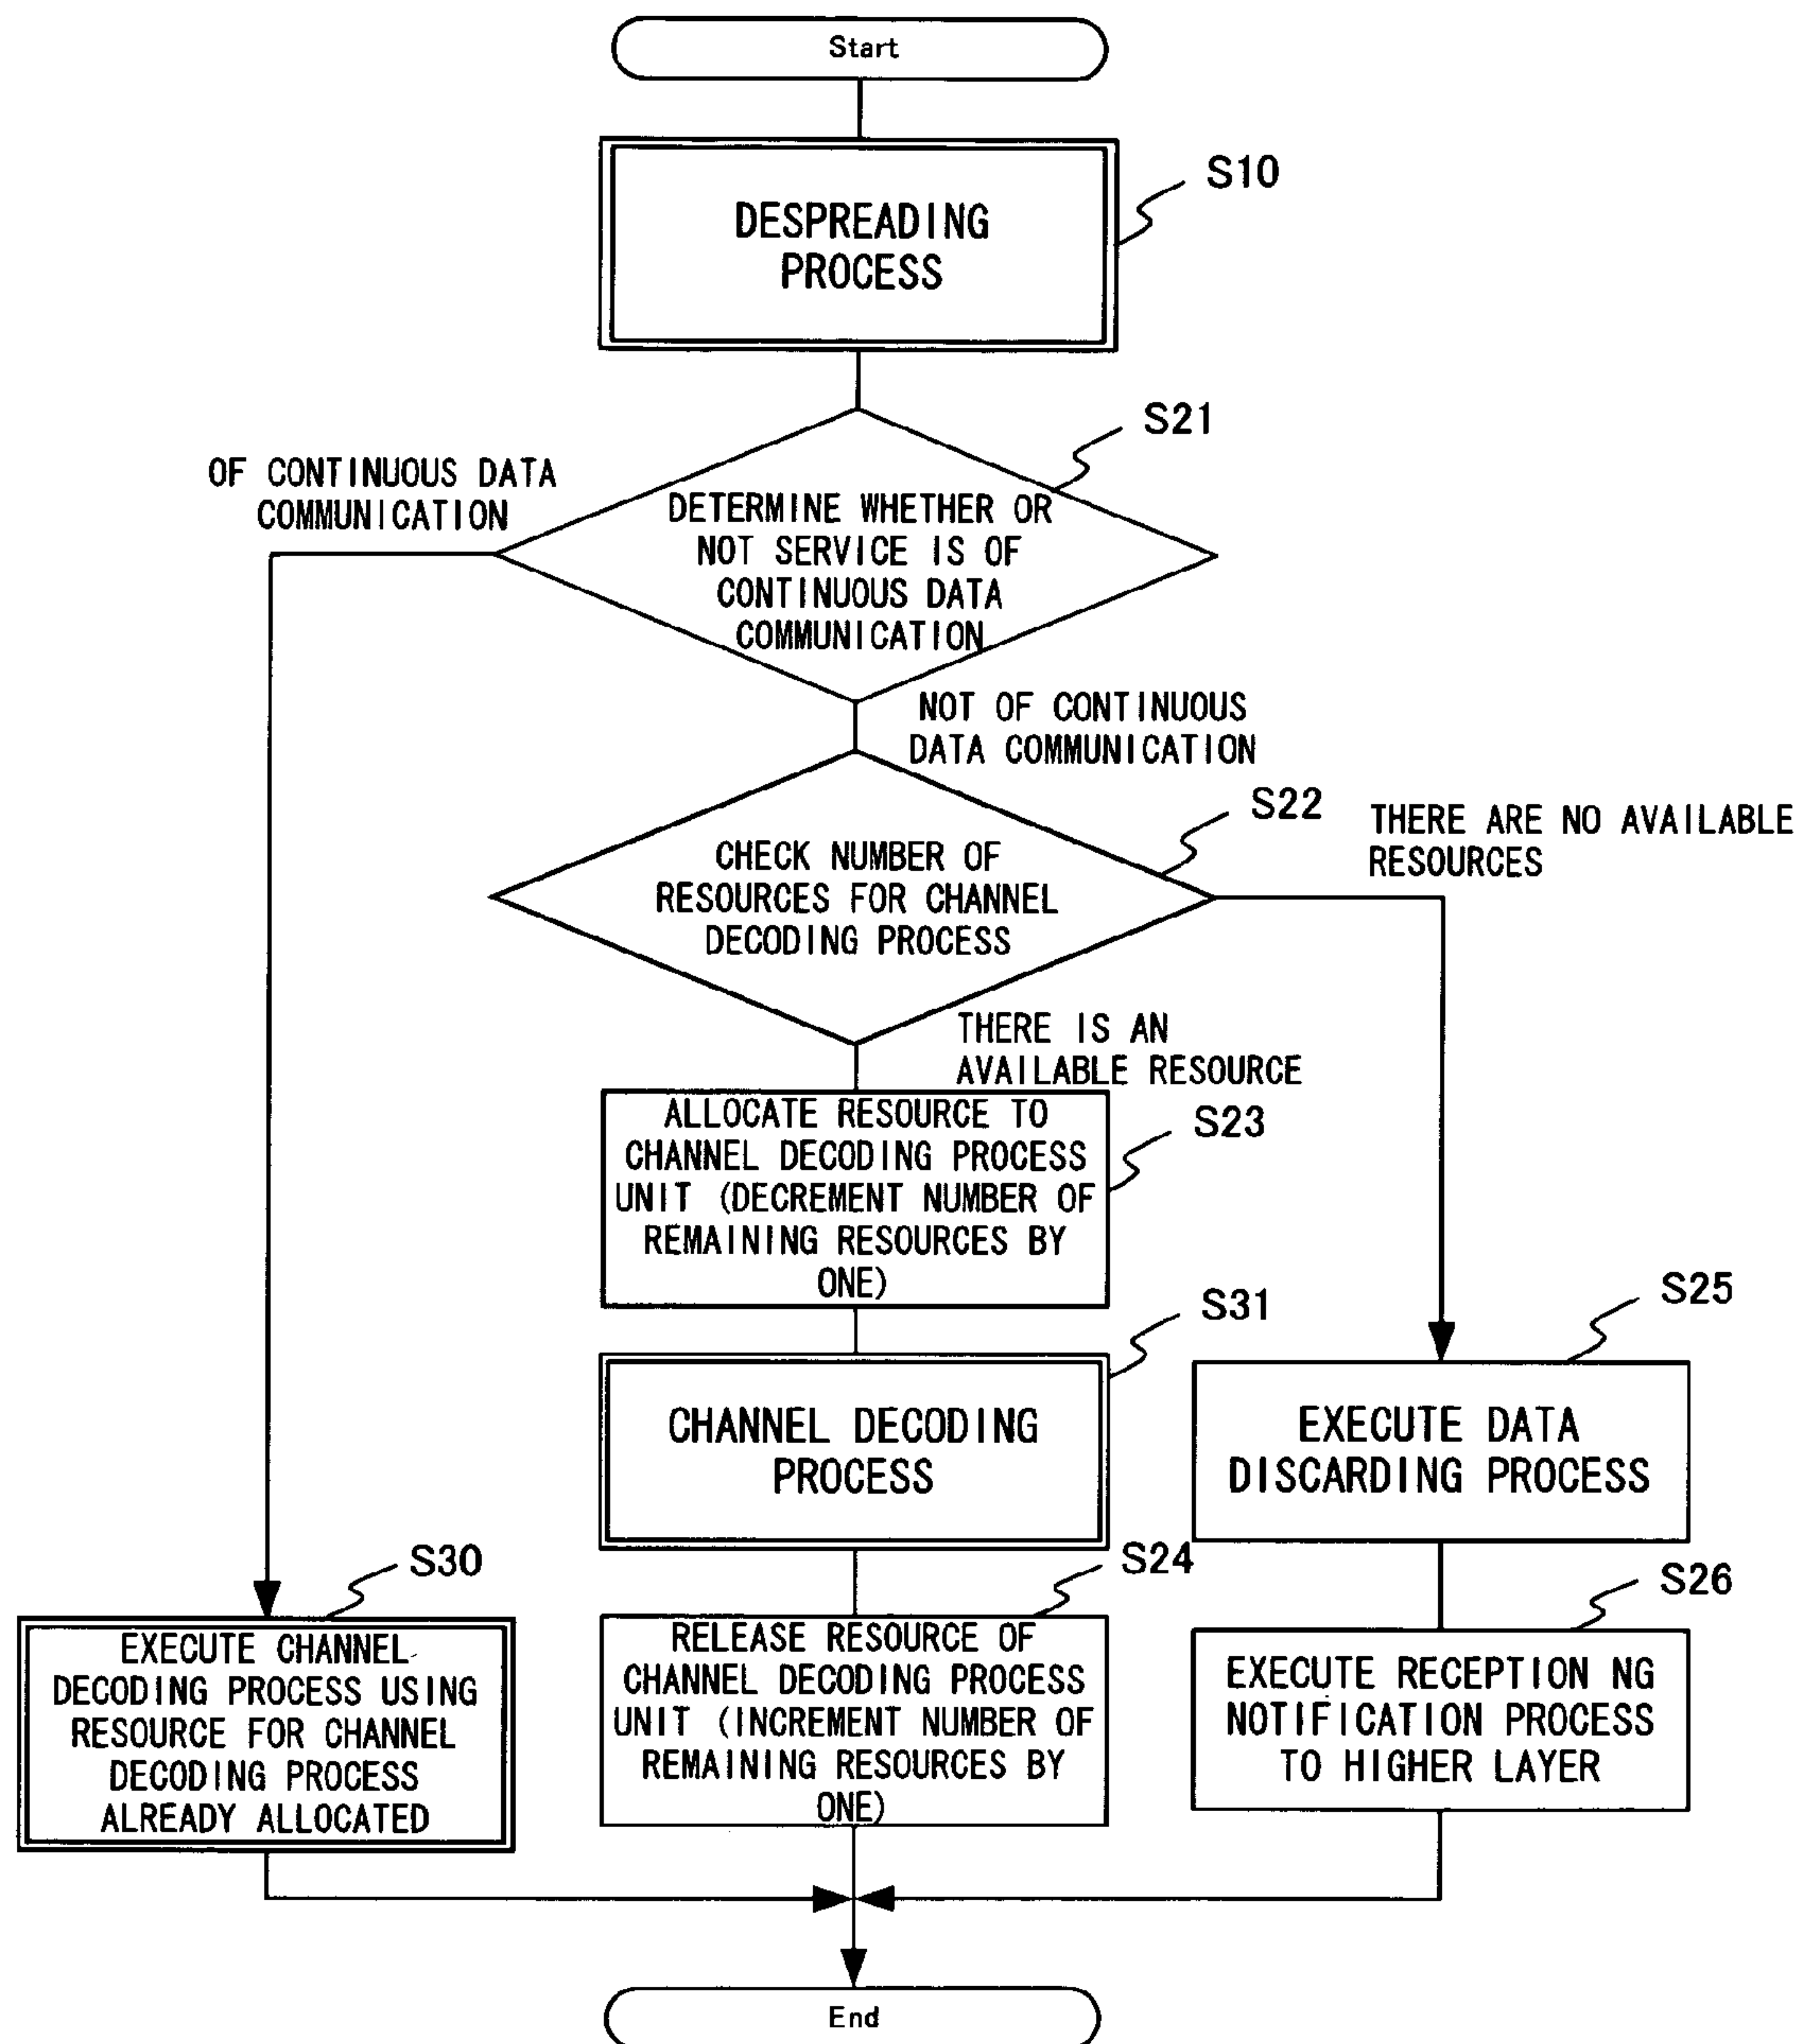 Start
S10
DESPREADING
PROCESS
S21
OF CONTINUOUS DATA
COMMUNICATION
DETERMINE WHETHER OR
NOT SERVICE IS OF
CONTINUOUS DATA
COMMUNICATION
NOT OF CONTINUOUS
DATA COMMUNICATION
S22
THERE ARE NO AVAILABLE
RESOURCES
CHECK NUMBER OF
RESOURCES FOR CHANNEL
DECODING PROCESS
THERE IS AN
AVAILABLE RESOURCE
S23
ALLOCATE RESOURCE TO
CHANNEL DECODING PROCESS
UNIT (DECREMENT NUMBER OF
REMAINING RESOURCES BY
ONE)
S31
CHANNEL DECODING
PROCESS
S25
EXECUTE DATA
DISCARDING PROCESS
S30
EXECUTE CHANNEL
DECODING PROCESS USING
RESOURCE FOR CHANNEL
DECODING PROCESS
ALREADY ALLOCATED
S24
RELEASE RESOURCE OF
CHANNEL DECODING PROCESS
UNIT (INCREMENT NUMBER OF
REMAINING RESOURCES BY
ONE)
S26
EXECUTE RECEPTION NG
NOTIFICATION PROCESS
TO HIGHER LAYER
End